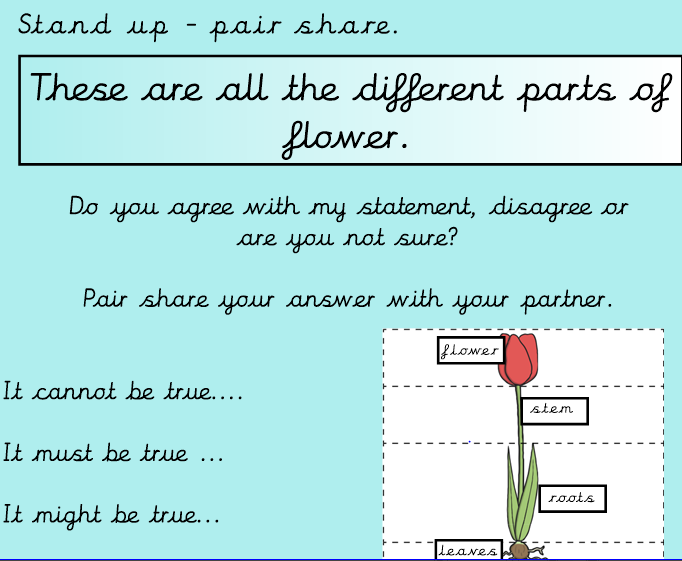 Stand up - pair share.
These are all the different parts of
flower.
Do you agree with my statement, disagree or
are you not sure?
Pair share your answer with your partner.
flower
It cannot be true....
stem
It must be true ...
roots
It might be true...
leaves